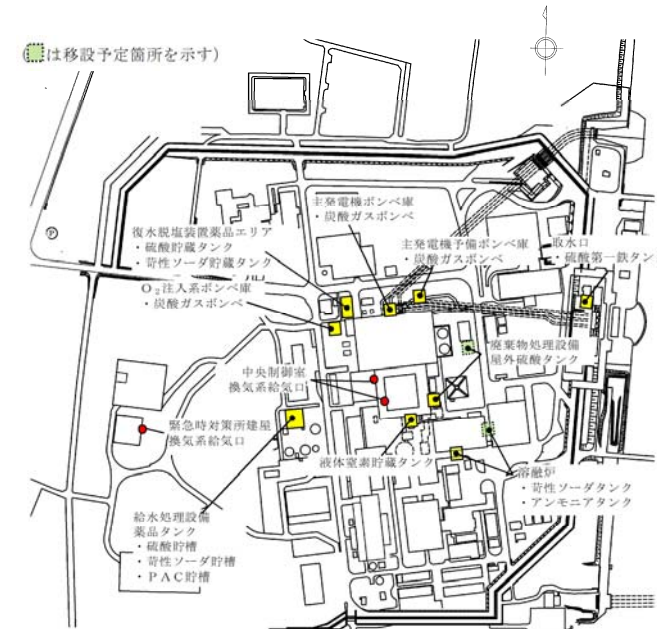 (は移設予定箇所を示す)
主発電機ボンベ庫
・炭酸ガスボンベ
復水脱塩装置薬品エリア
・硫酸貯蔵タンク
・苛性ソーダ貯蔵タンク
主発電機予備ボンベ庫
・炭酸ガスボンベ
取水口
・硫酸第一鉄タン
O₂注入系ボンベ庫
・炭酸ガスボンベ
P
廃棄物処理設備
屋外硫酸タンク
中央制御室
換気系給気口
緊急時対策所建屋
換気系給気口
液体窒素貯蔵タンク
溶融炉
・苛性ソーダタンク
・アンモニアタンク
給水処理設備
薬品タンク
・硫酸貯槽
・苛性ソーダ貯槽
・PAC貯槽